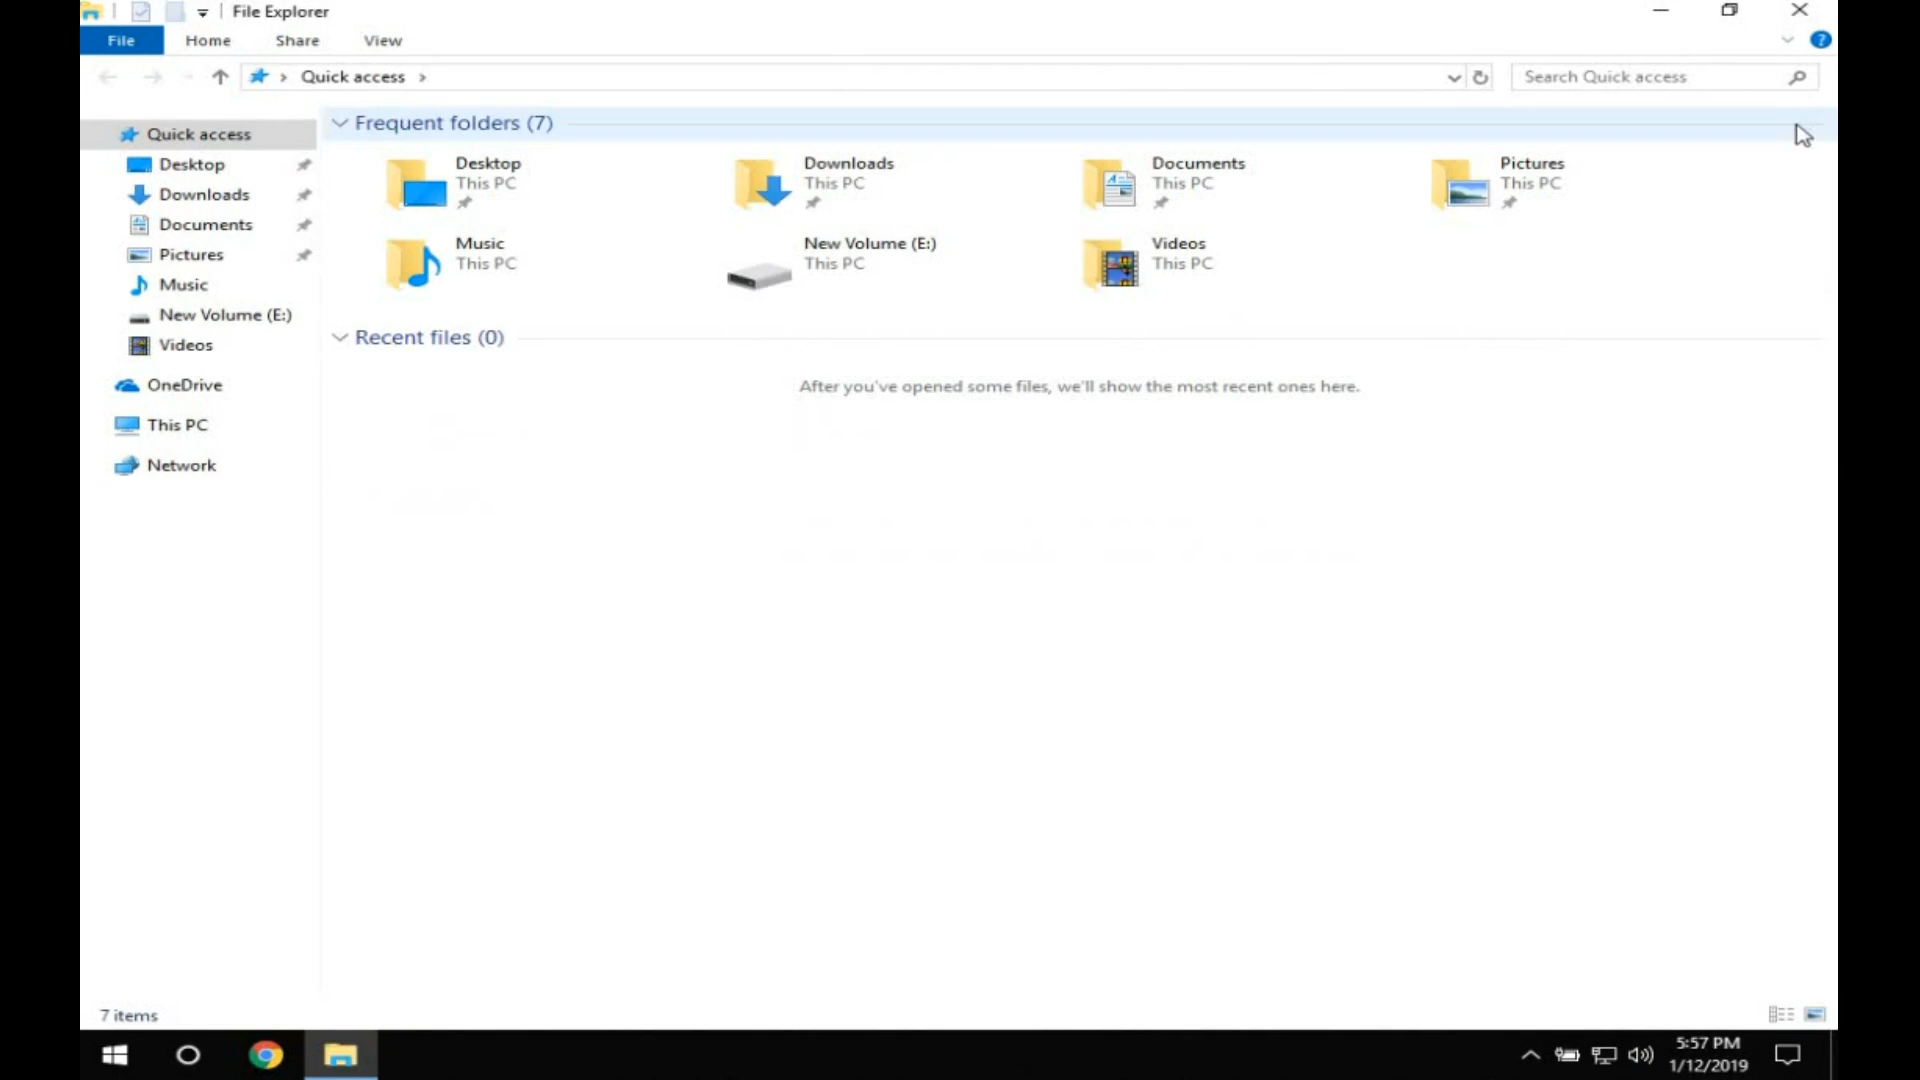 File Explorer
File Home Share View
Quick access
Search Quick access
Quick access
Desktop
Downloads
Documents
Pictures
Music
New Volume (E:)
Videos
OneDrive
This PC
Network
Frequent folders (7)
Desktop
This PC
Downloads
This PC
Documents
This PC
Pictures
This PC
Music
This PC
New Volume (E:)
This PC
Videos
This PC
Recent files (0)
After you've opened some files, we'll show the most recent ones here.
7 items
5:57 PM
1/12/2019